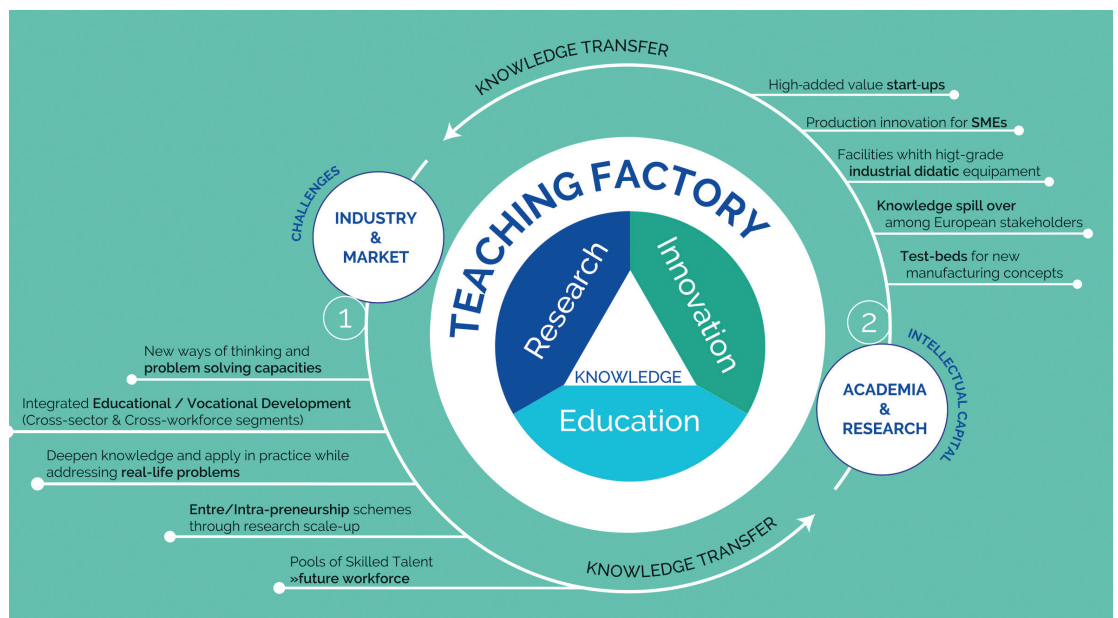 KNOWLEDGE TRANSFER
High-added value start-ups
Production innovation for SMEs
Facilities whith higt-grade
industrial didatic equipament
Knowledge spill over
among European stakeholders
Test-beds for new
manufacturing concepts
CHALLENGES
INDUSTRY
&
MARKET
1
TEACHING FACTORY
Research
Innovation
KNOWLEDGE
Education
2
ACADEMIA
&
RESEARCH
INTELLECTUAL CAPITAL
New ways of thinking and
problem solving capacities
Integrated Educational / Vocational Development
(Cross-sector & Cross-workforce segments)
Deepen knowledge and apply in practice while
addressing real-life problems
Entre/Intra-preneurship schemes
through research scale-up
Pools of Skilled Talent
»future workforce
KNOWLEDGE TRANSFER